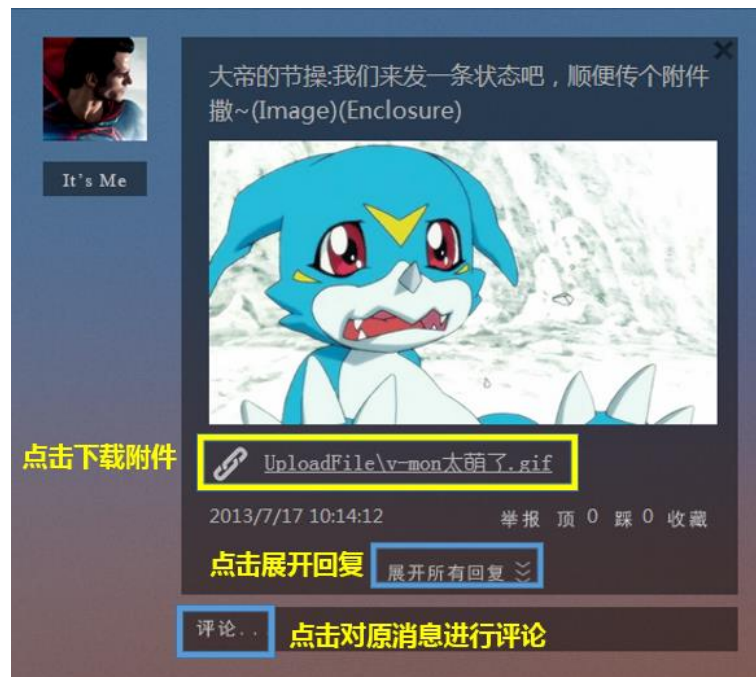 大帝的节操:我们来发一条状态吧，顺便传个附件
撒~(Image)(Enclosure)
It's Me
点击下载附件
UploadFile\v-mon太萌了.gif
2013/7/17 10:14:12
举报 顶 0 踩 0 收藏
点击展开回复
展开所有回复
评论..
点击对原消息进行评论